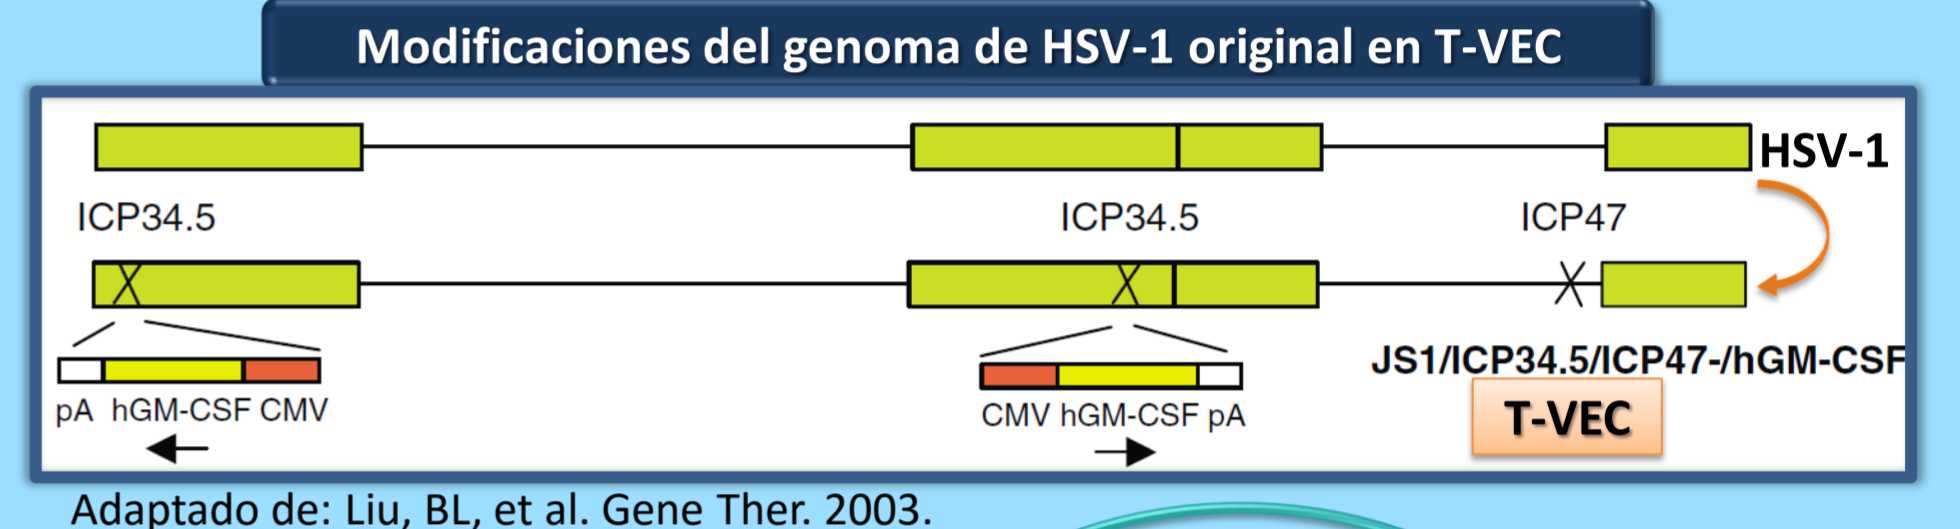 Modificaciones del genoma de HSV-1 original en T-VEC
HSV-1
ICP34.5
ICP34.5
ICP47
JS1/ICP34.5/ICP47-/hGM-CSF
pA hGM-CSF CMV
CMV hGM-CSF pA
T-VEC
Adaptado de: Liu, BL, et al. Gene Ther. 2003.